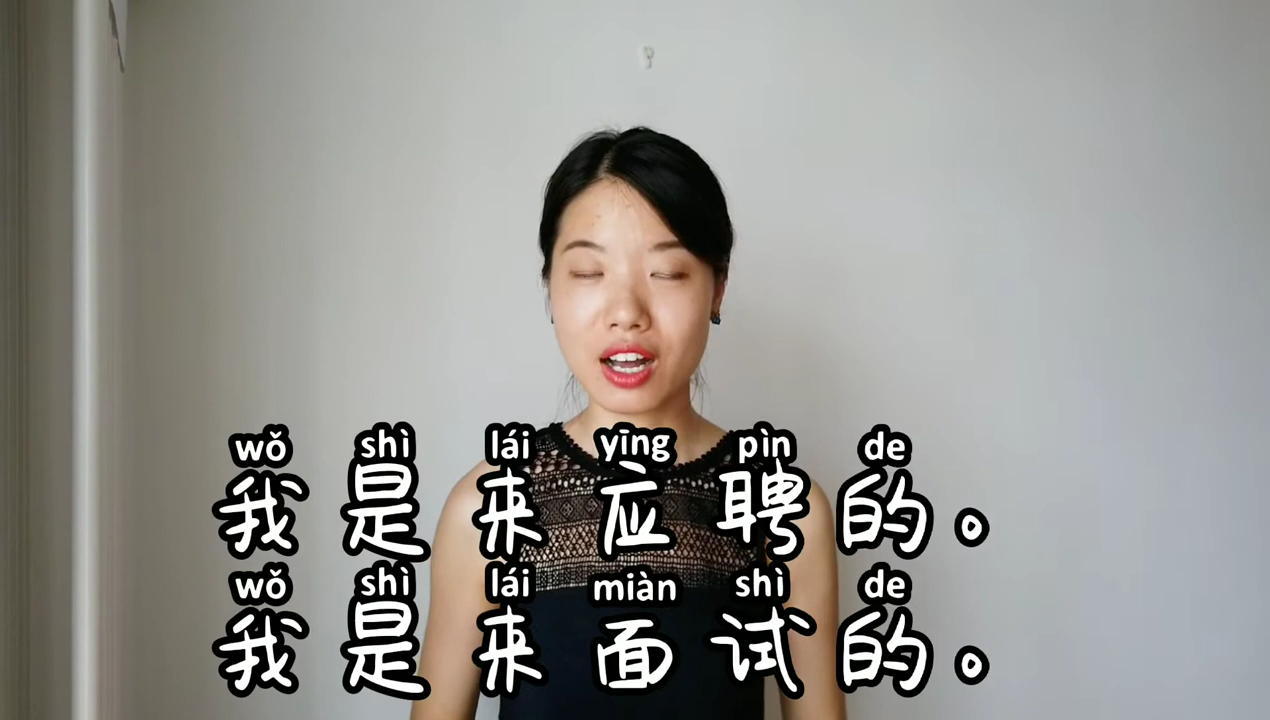 wǒ shì lái yīng pìn de
我是来应聘的。
wǒ shì lái miàn shì de
我是来面试的。